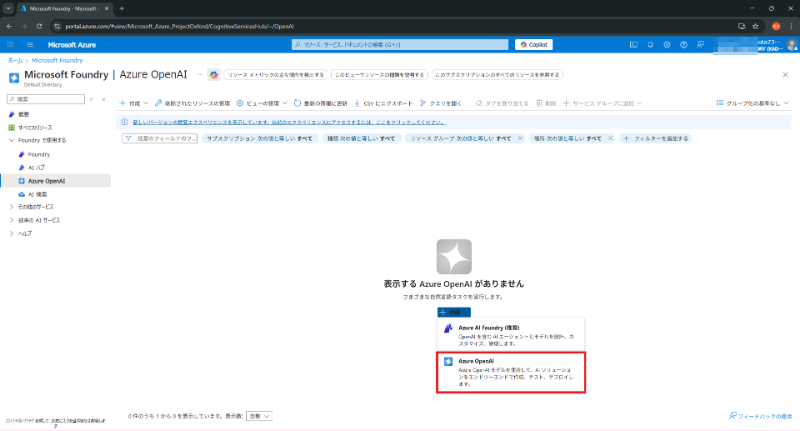 Microsoft Foundry - Microsoft
portal.azure.com/#view/Microsoft_Azure_ProjectOxford/CognitiveServicesHub/~/OpenAI
Microsoft Azure
リソース、サービス、ドキュメントの検索 (G+/)
Copilot
ホーム > Microsoft Foundry
Microsoft Foundry | Azure OpenAI
Default Directory
リソース メトリックの主な傾向を報告する
このビューでリソースの種類を使用する
このサブスクリプションのすべてのリソースを参照する
検索
作成
削除されたリソースの管理
ビューの管理
最新の情報に更新
CSV にエクスポート
クエリを開く
タグを割り当てる
削除
サービス グループに追加
グループ化の基準なし
概要
すべてのリソース
Foundry で使用する
Foundry
AI ハブ
Azure OpenAI
AI 検索
その他のサービス
従来の AI サービス
ヘルプ
新しいバージョンの閲覧エクスペリエンスを表示しています。以前のエクスペリエンスにアクセスするには、ここをクリックしてください。
任意のフィールドのフ...
サブスクリプション 次の値と等しい すべて
種類 次の値と等しい すべて
リソース グループ 次の値と等しい すべて
場所 次の値と等しい すべて
フィルターを追加する
表示する Azure OpenAI がありません
さまざまな自然言語タスクを実行します。
作成
Azure AI Foundry (推奨)
OpenAI を含む AI エージェントとモデルを設計、カ
スタマイズ、管理します。
Azure OpenAI
Azure OpenAI モデルを使用して、AI ソリューション
をエンドツーエンドで作成、テスト、デプロイし
ます。
0 件のうち 1 から 0 を表示しています。表示数:
自動
フィードバックの提供